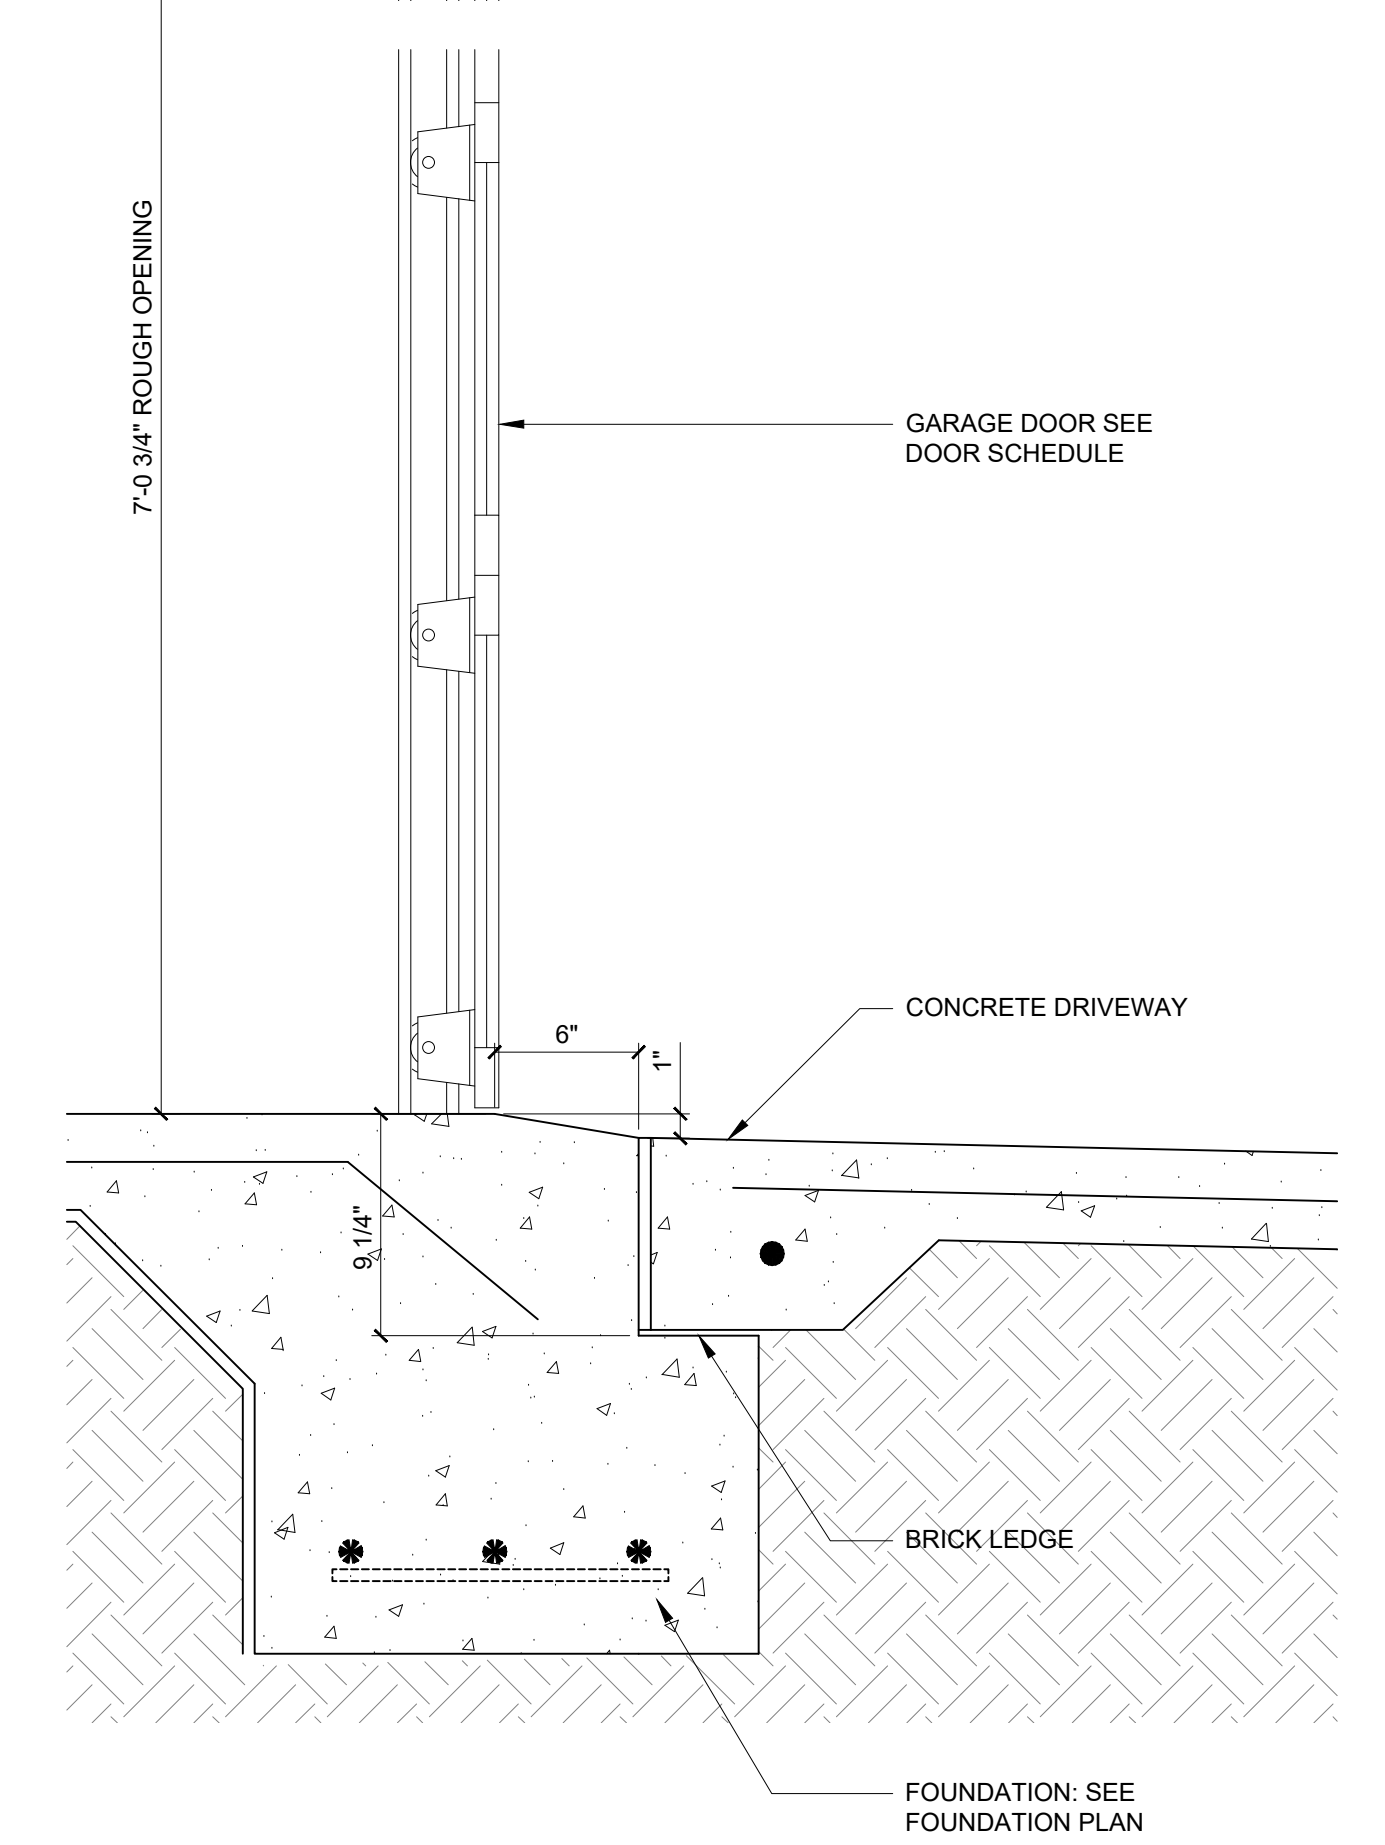 7'-0 3/4" ROUGH OPENING
GARAGE DOOR SEE
DOOR SCHEDULE
CONCRETE DRIVEWAY
6"
1"
9 1/4"
BRICK LEDGE
FOUNDATION: SEE
FOUNDATION PLAN